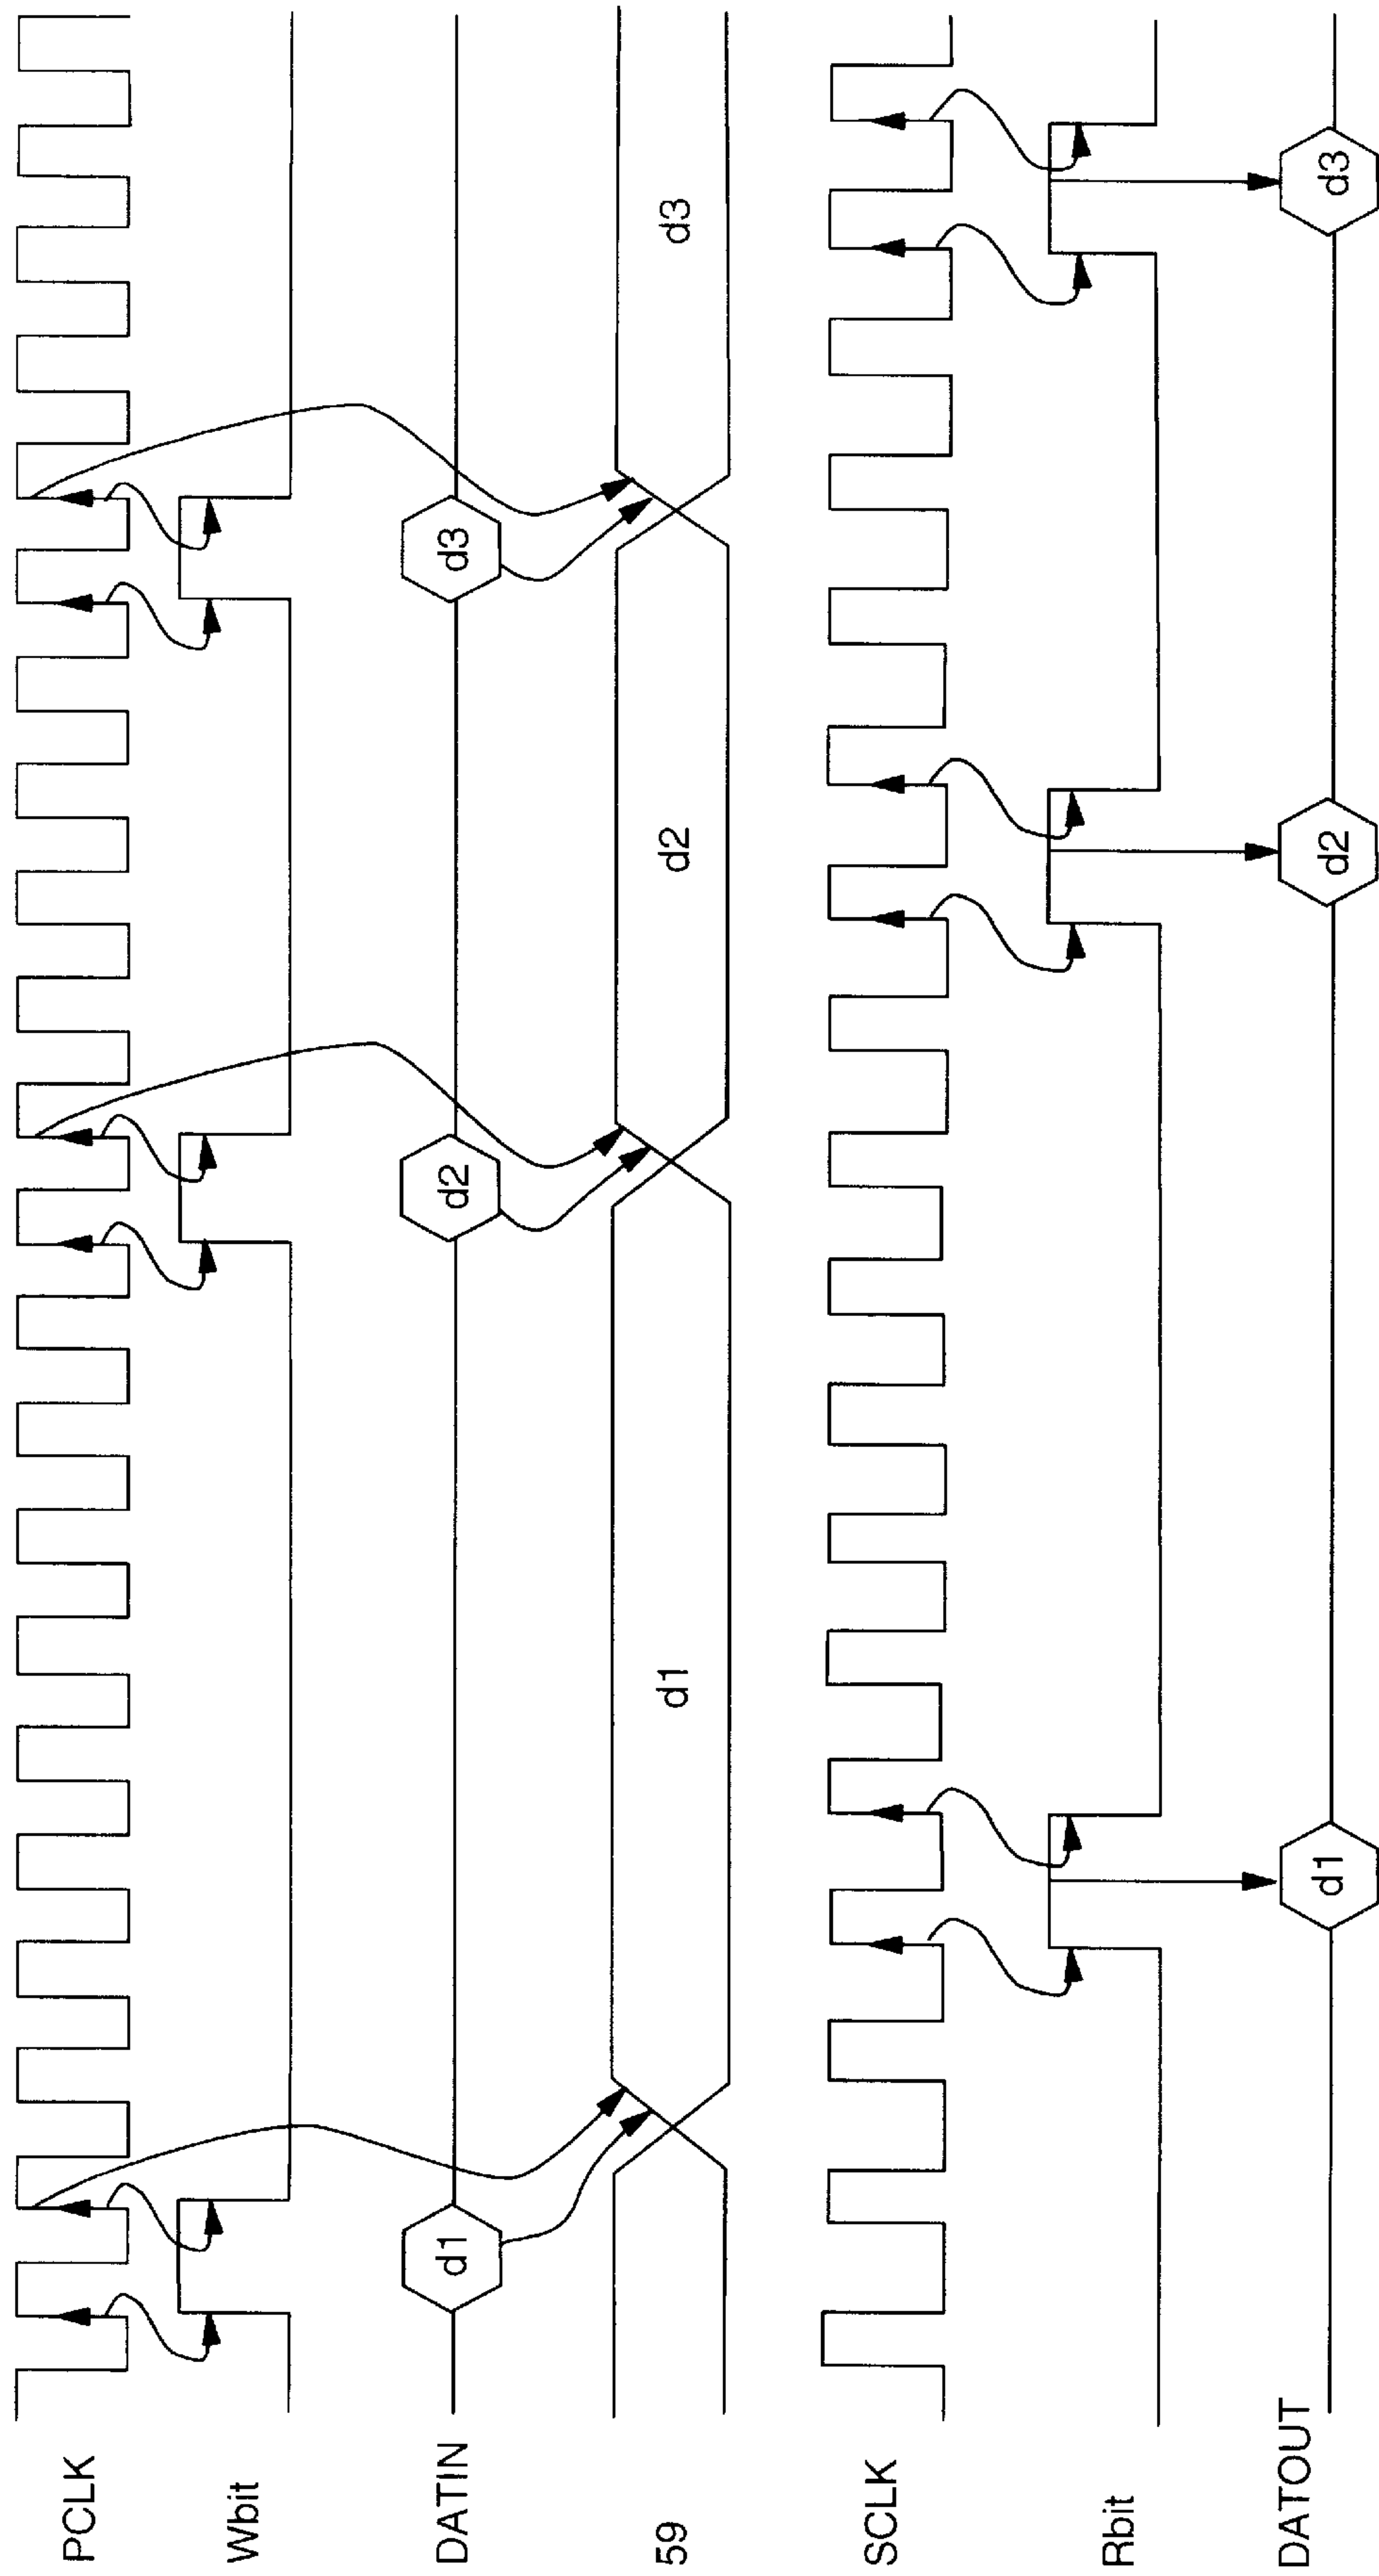 PCLK
Wbit
DATIN d1 d2 d3
59 d1 d2 d3
SCLK
Rbit
DATOUT d1 d2 d3